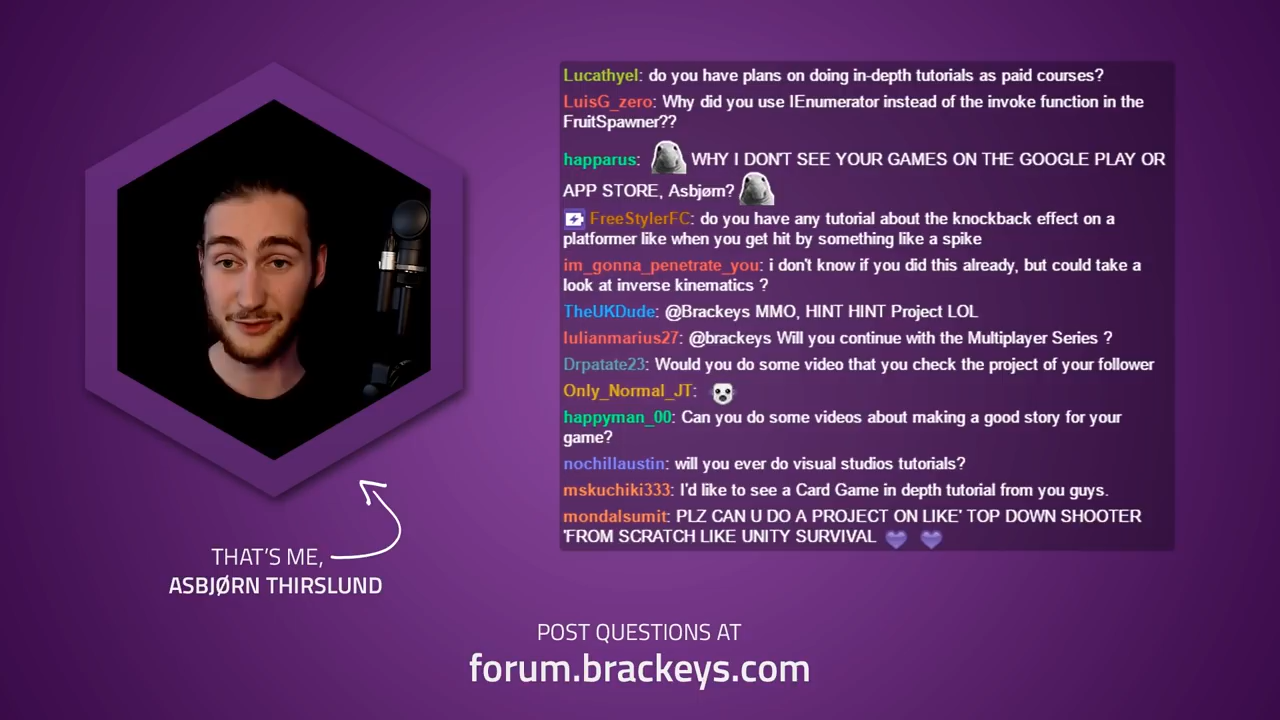 Lucathyel: do you have plans on doing in-depth tutorials as paid courses?
LuisG_zero: Why did you use IEnumerator instead of the invoke function in the
FruitSpawner??
happarus: WHY I DON'T SEE YOUR GAMES ON THE GOOGLE PLAY OR
APP STORE, Asbjørn?
FreeStylerFC: do you have any tutorial about the knockback effect on a
platformer like when you get hit by something like a spike
im_gonna_penetrate_you: i don't know if you did this already, but could take a
look at inverse kinematics ?
TheUKDude: @Brackeys MMO, HINT HINT Project LOL
Iulianmarius27: @brackeys Will you continue with the Multiplayer Series ?
Drpatate23: Would you do some video that you check the project of your follower
Only_Normal_JT:
happyman_00: Can you do some videos about making a good story for your
game?
nochillaustin: will you ever do visual studios tutorials?
mskuchiki333: I'd like to see a Card Game in depth tutorial from you guys.
mondalsumit: PLZ CAN U DO A PROJECT ON LIKE' TOP DOWN SHOOTER
'FROM SCRATCH LIKE UNITY SURVIVAL
THAT'S ME,
ASBJØRN THIRSLUND
POST QUESTIONS AT
forum.brackeys.com